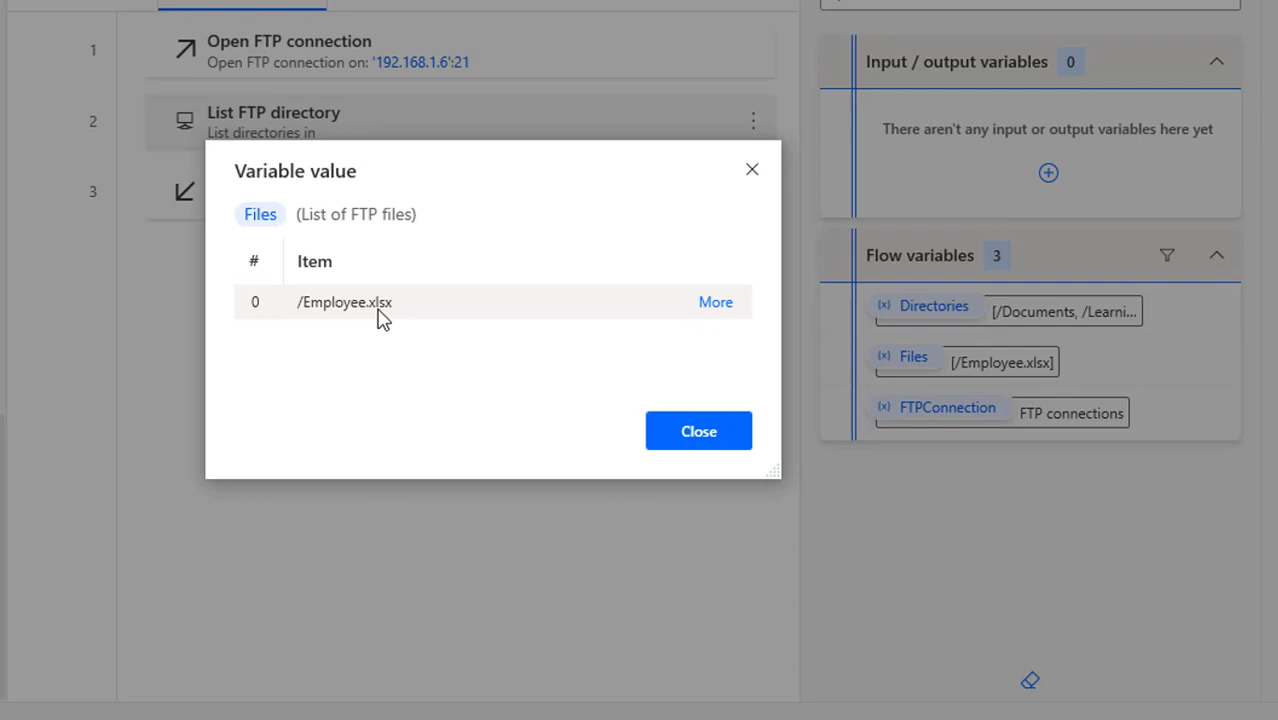 1
Open FTP connection
Open FTP connection on: '192.168.1.6':21
2
List FTP directory
List directories in
3
Variable value
Files (List of FTP files)
# Item
0 /Employee.xlsx More
Close
Input / output variables 0
There aren't any input or output variables here yet
Flow variables 3
(x) Directories [/Documents, /Learni...
(x) Files [/Employee.xlsx]
(x) FTPConnection FTP connections